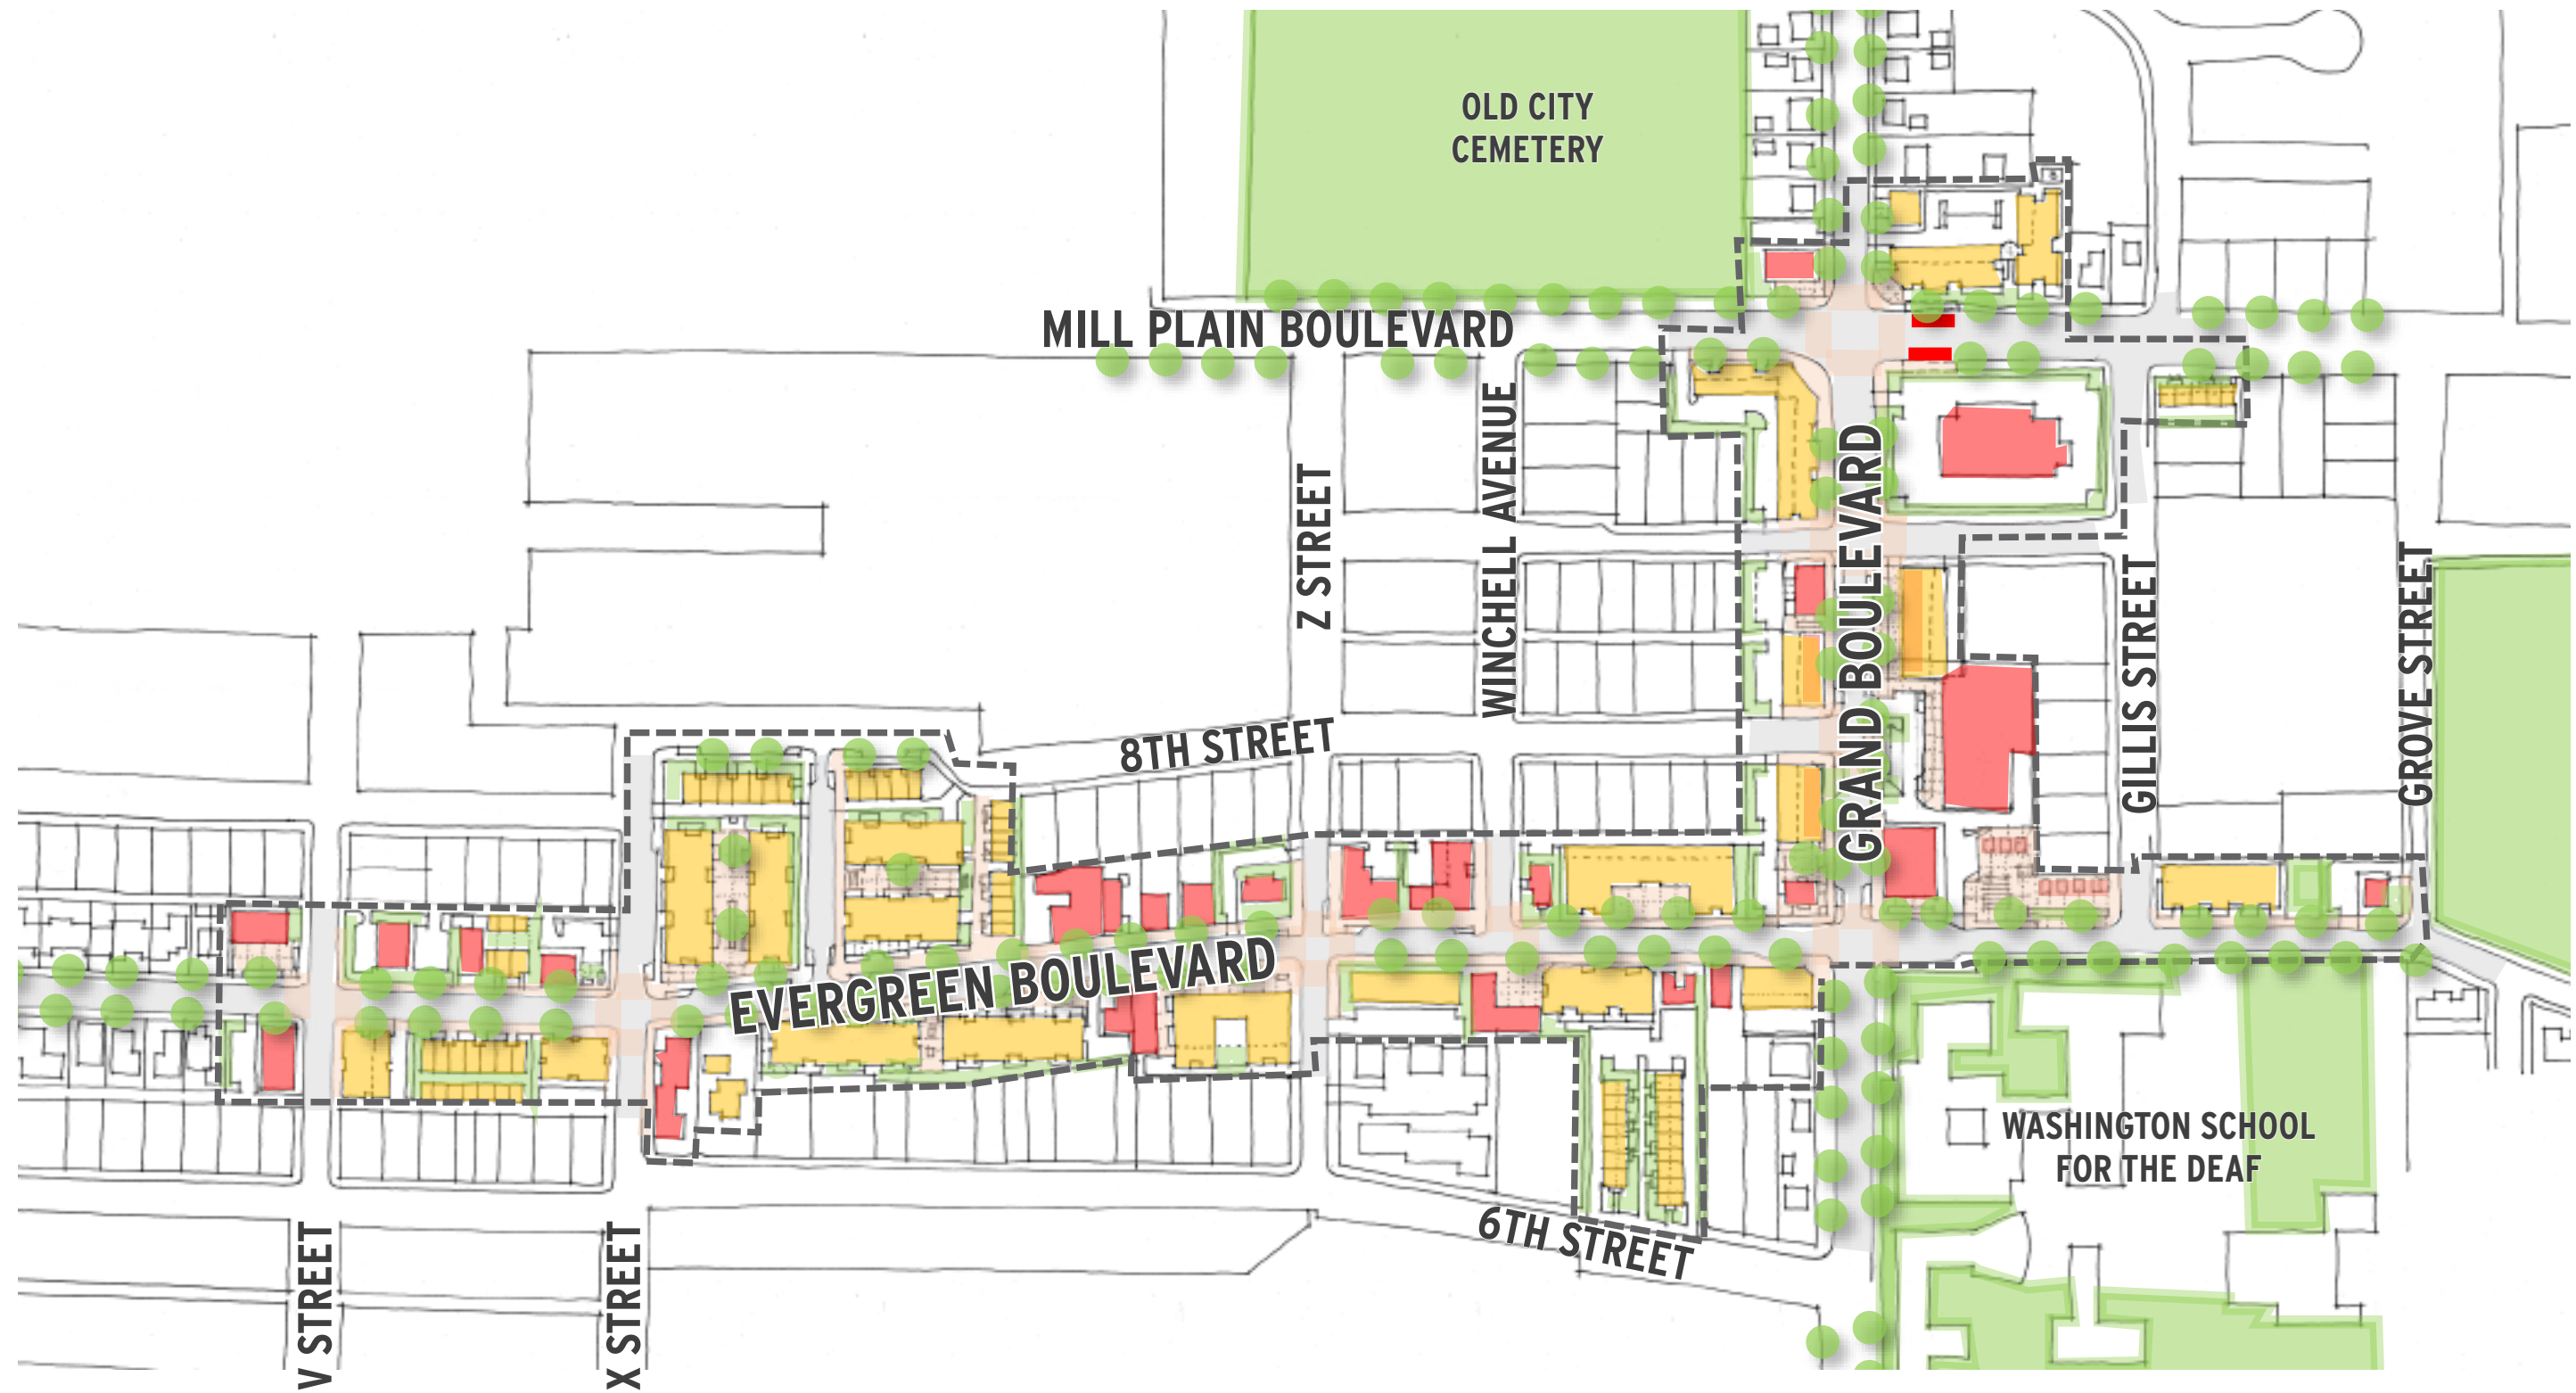 OLD CITY
CEMETERY
MILL PLAIN BOULEVARD
Z STREET
WINCHELL AVENUE
GRAND BOULEVARD
GILLIS STREET
GROVE STREET
8TH STREET
EVERGREEN BOULEVARD
WASHINGTON SCHOOL
FOR THE DEAF
6TH STREET
V STREET
X STREET